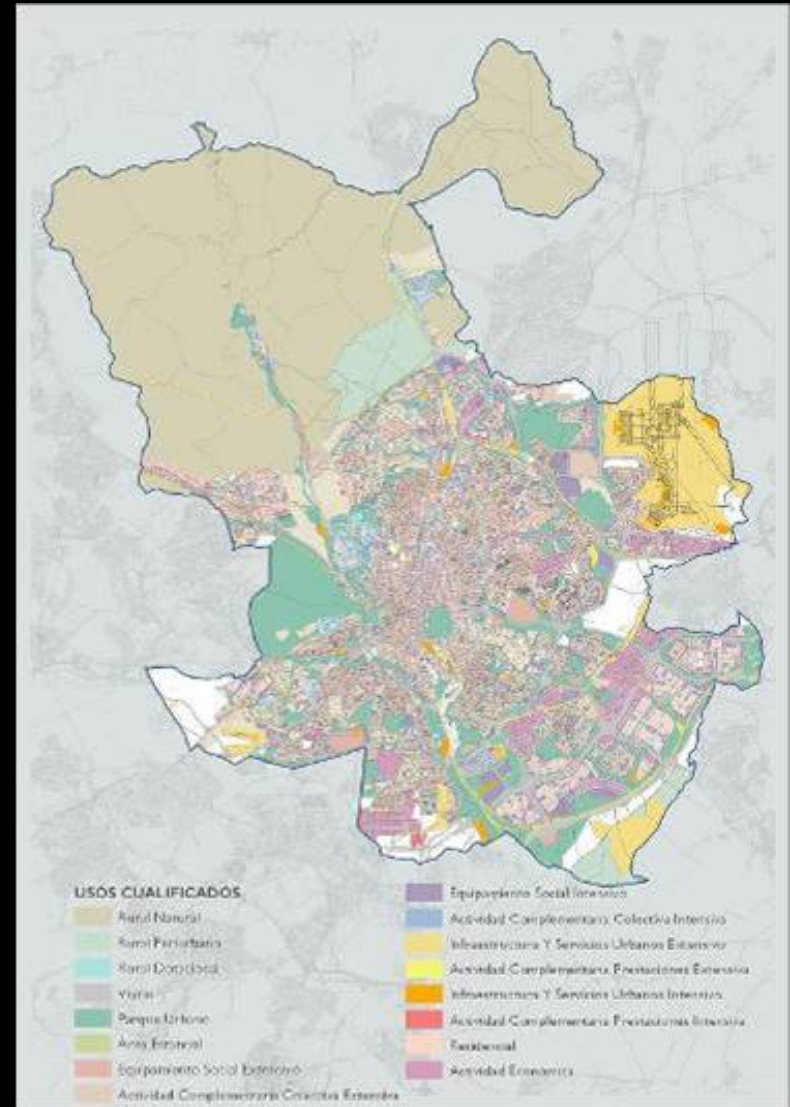 USOS CUALIFICADOS
Rural Natural
Rural Periurbano
Rural Dotacional
Viario
Parque Urbano
Area Estancial
Equipamiento Social Extensivo
Actividad Complementaria Colectiva Extensiva
Equipamiento Social Intensivo
Actividad Complementaria Colectiva Intensiva
Infraestructura Y Servicios Urbanos Extensivo
Actividad Complementaria Prestaciones Extensiva
Infraestructura Y Servicios Urbanos Intensivo
Actividad Complementaria Prestaciones Intensiva
Residencial
Actividad Economica